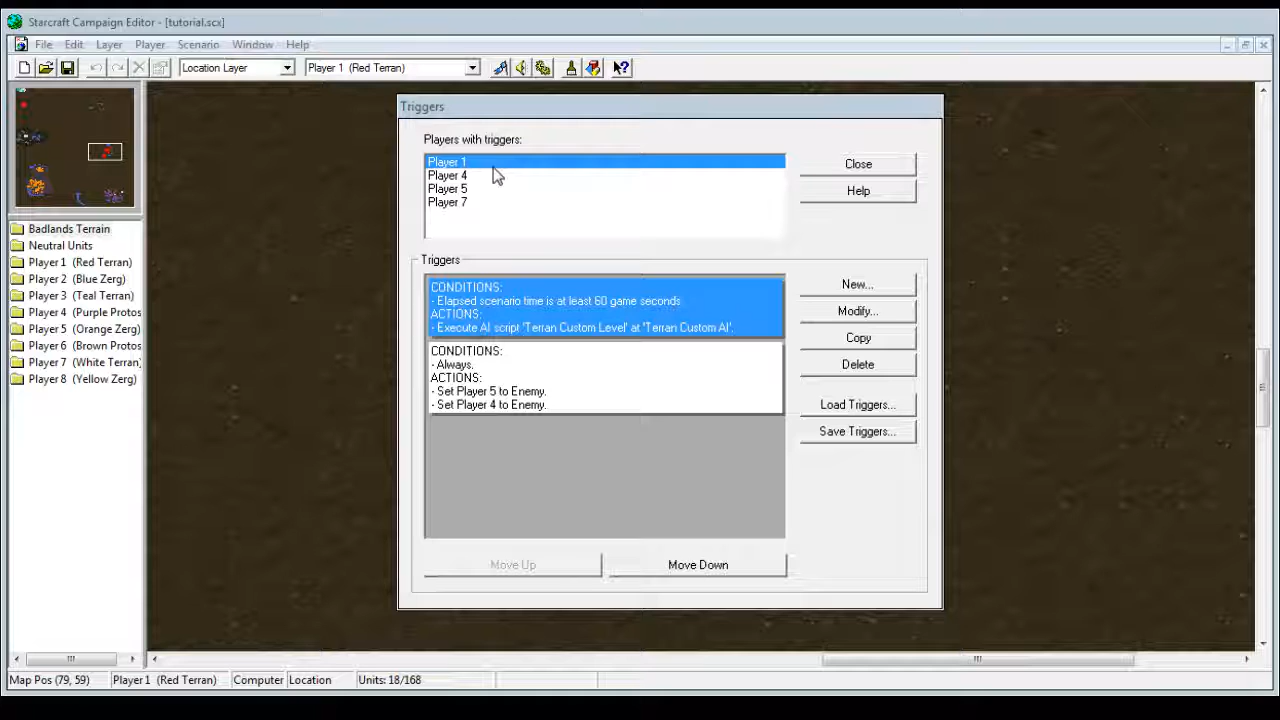 Starcraft Campaign Editor - [tutorial.scx]
File Edit Layer Player Scenario Window Help
Location Layer Player 1 (Red Terran)
Triggers
Players with triggers:
Player 1
Player 4
Player 5
Player 7
Close
Help
Badlands Terrain
Neutral Units
Player 1 (Red Terran)
Player 2 (Blue Zerg)
Player 3 (Teal Terran)
Player 4 (Purple Protos
Player 5 (Orange Zerg)
Player 6 (Brown Protos
Player 7 (White Terran)
Player 8 (Yellow Zerg)
Triggers
CONDITIONS:
- Elapsed scenario time is at least 60 game seconds
ACTIONS:
- Execute AI script 'Terran Custom Level' at 'Terran Custom AI'.
CONDITIONS:
- Always.
ACTIONS:
- Set Player 5 to Enemy.
- Set Player 4 to Enemy.
New...
Modify...
Copy
Delete
Load Triggers...
Save Triggers...
Move Up Move Down
Map Pos (79, 59) Player 1 (Red Terran) Computer Location Units: 18/168